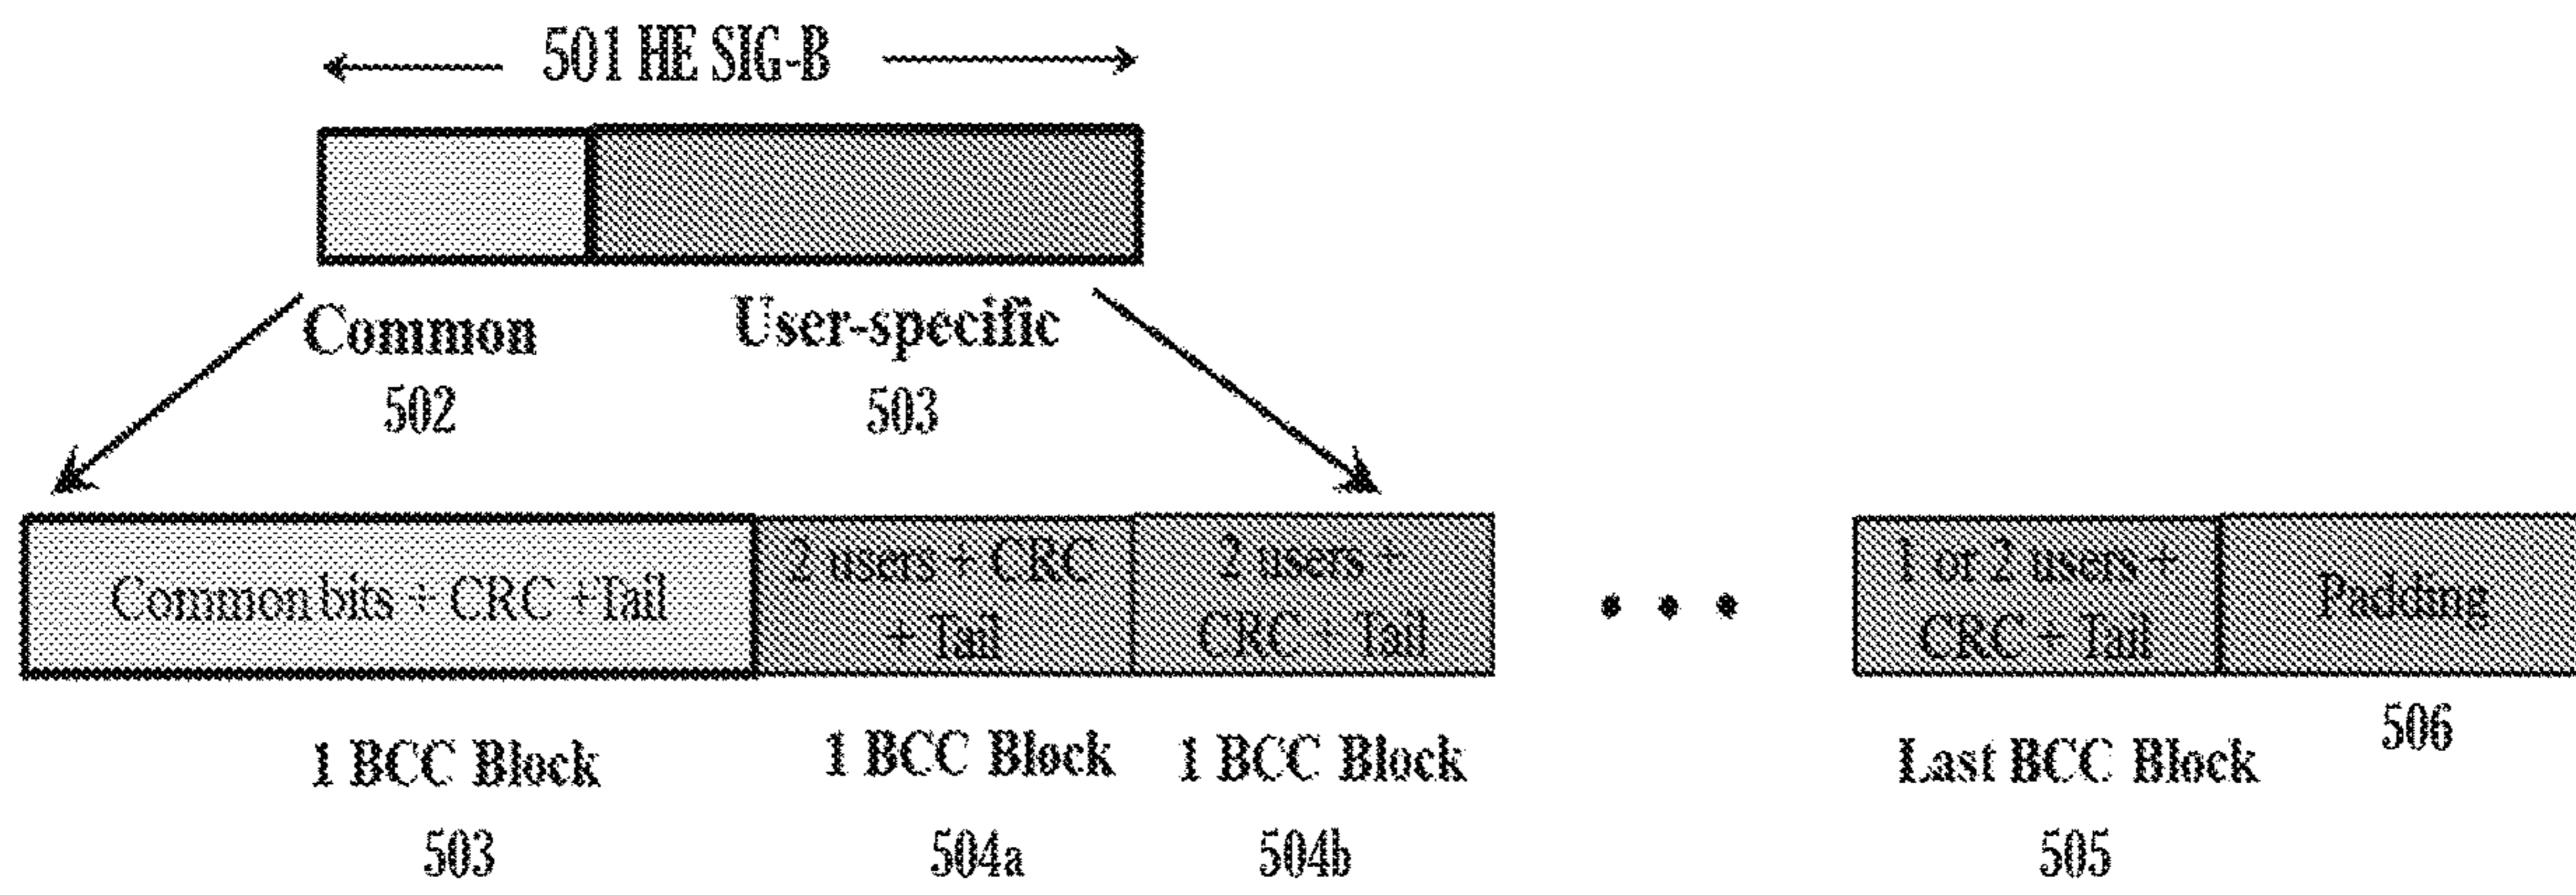 501 HE SIG-B
Common
User-specific
502
503
Common bits + CRC +Tail
2 users + CRC
+ Tail
2 users +
CRC + Tail
1 or 2 users +
CRC + Tail
Padding
1 BCC Block
1 BCC Block
1 BCC Block
Last BCC Block
506
503
504a
504b
505